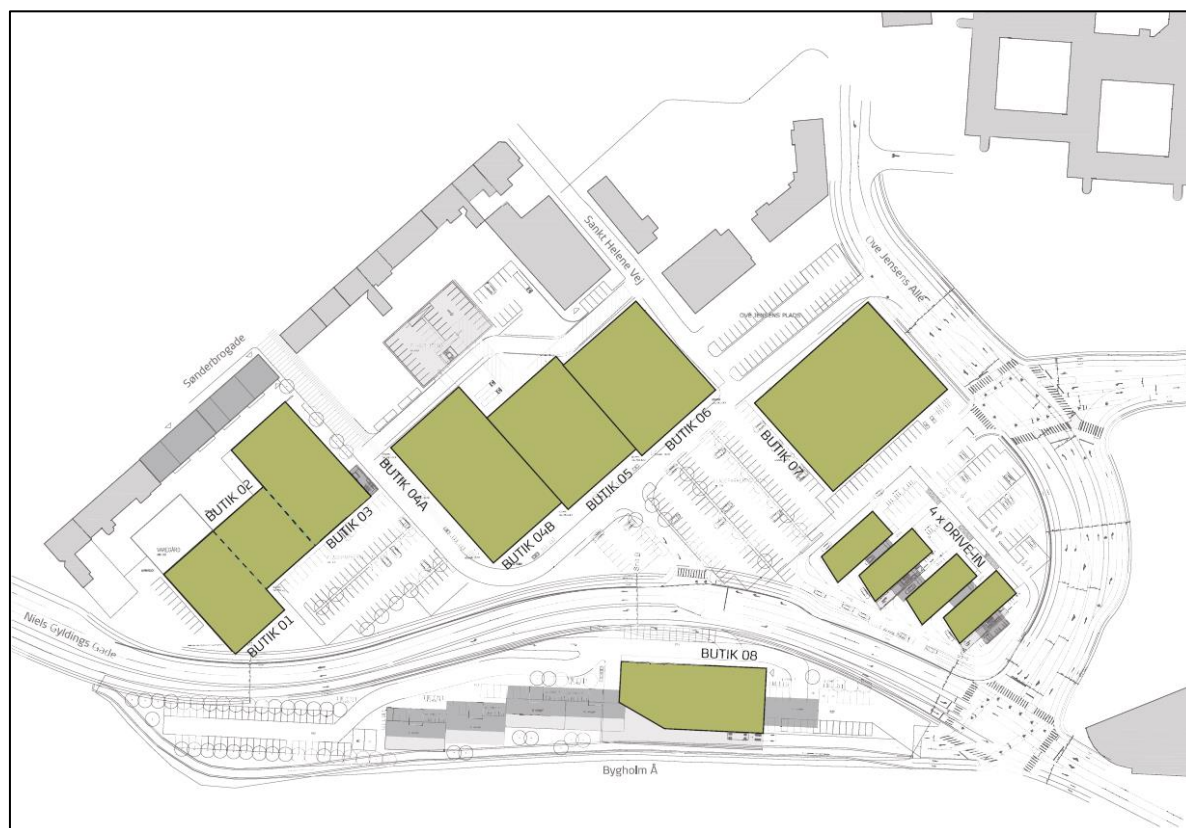 Sankt Helene Vej
Ove Jensens Allé
OVE JENSENS PLADS
Sønderbrogade
BUTIK 02
BUTIK 03
BUTIK 01
BUTIK 04A
BUTIK 04B
BUTIK 05
BUTIK 06
BUTIK 07
4 x DRIVE-IN
Niels Gyldings Gade
BUTIK 08
Bygholm Å